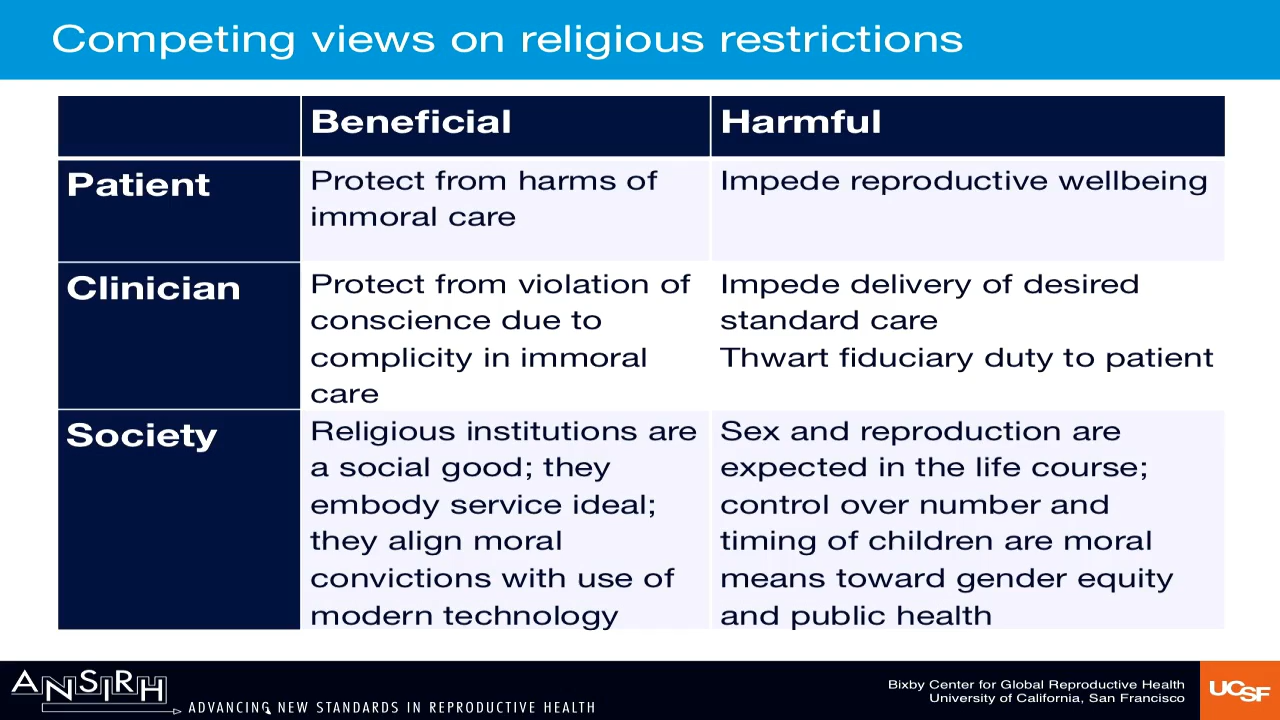 Competing views on religious restrictions
Beneficial
Harmful
Patient
Protect from harms of
immoral care
Impede reproductive wellbeing
Clinician
Protect from violation of
conscience due to
complicity in immoral
care
Impede delivery of desired
standard care
Thwart fiduciary duty to patient
Society
Religious institutions are
a social good; they
embody service ideal;
they align moral
convictions with use of
modern technology
Sex and reproduction are
expected in the life course;
control over number and
timing of children are moral
means toward gender equity
and public health
ANSIRH
ADVANCING NEW STANDARDS IN REPRODUCTIVE HEALTH
Bixby Center for Global Reproductive Health
University of California, San Francisco
UCSF